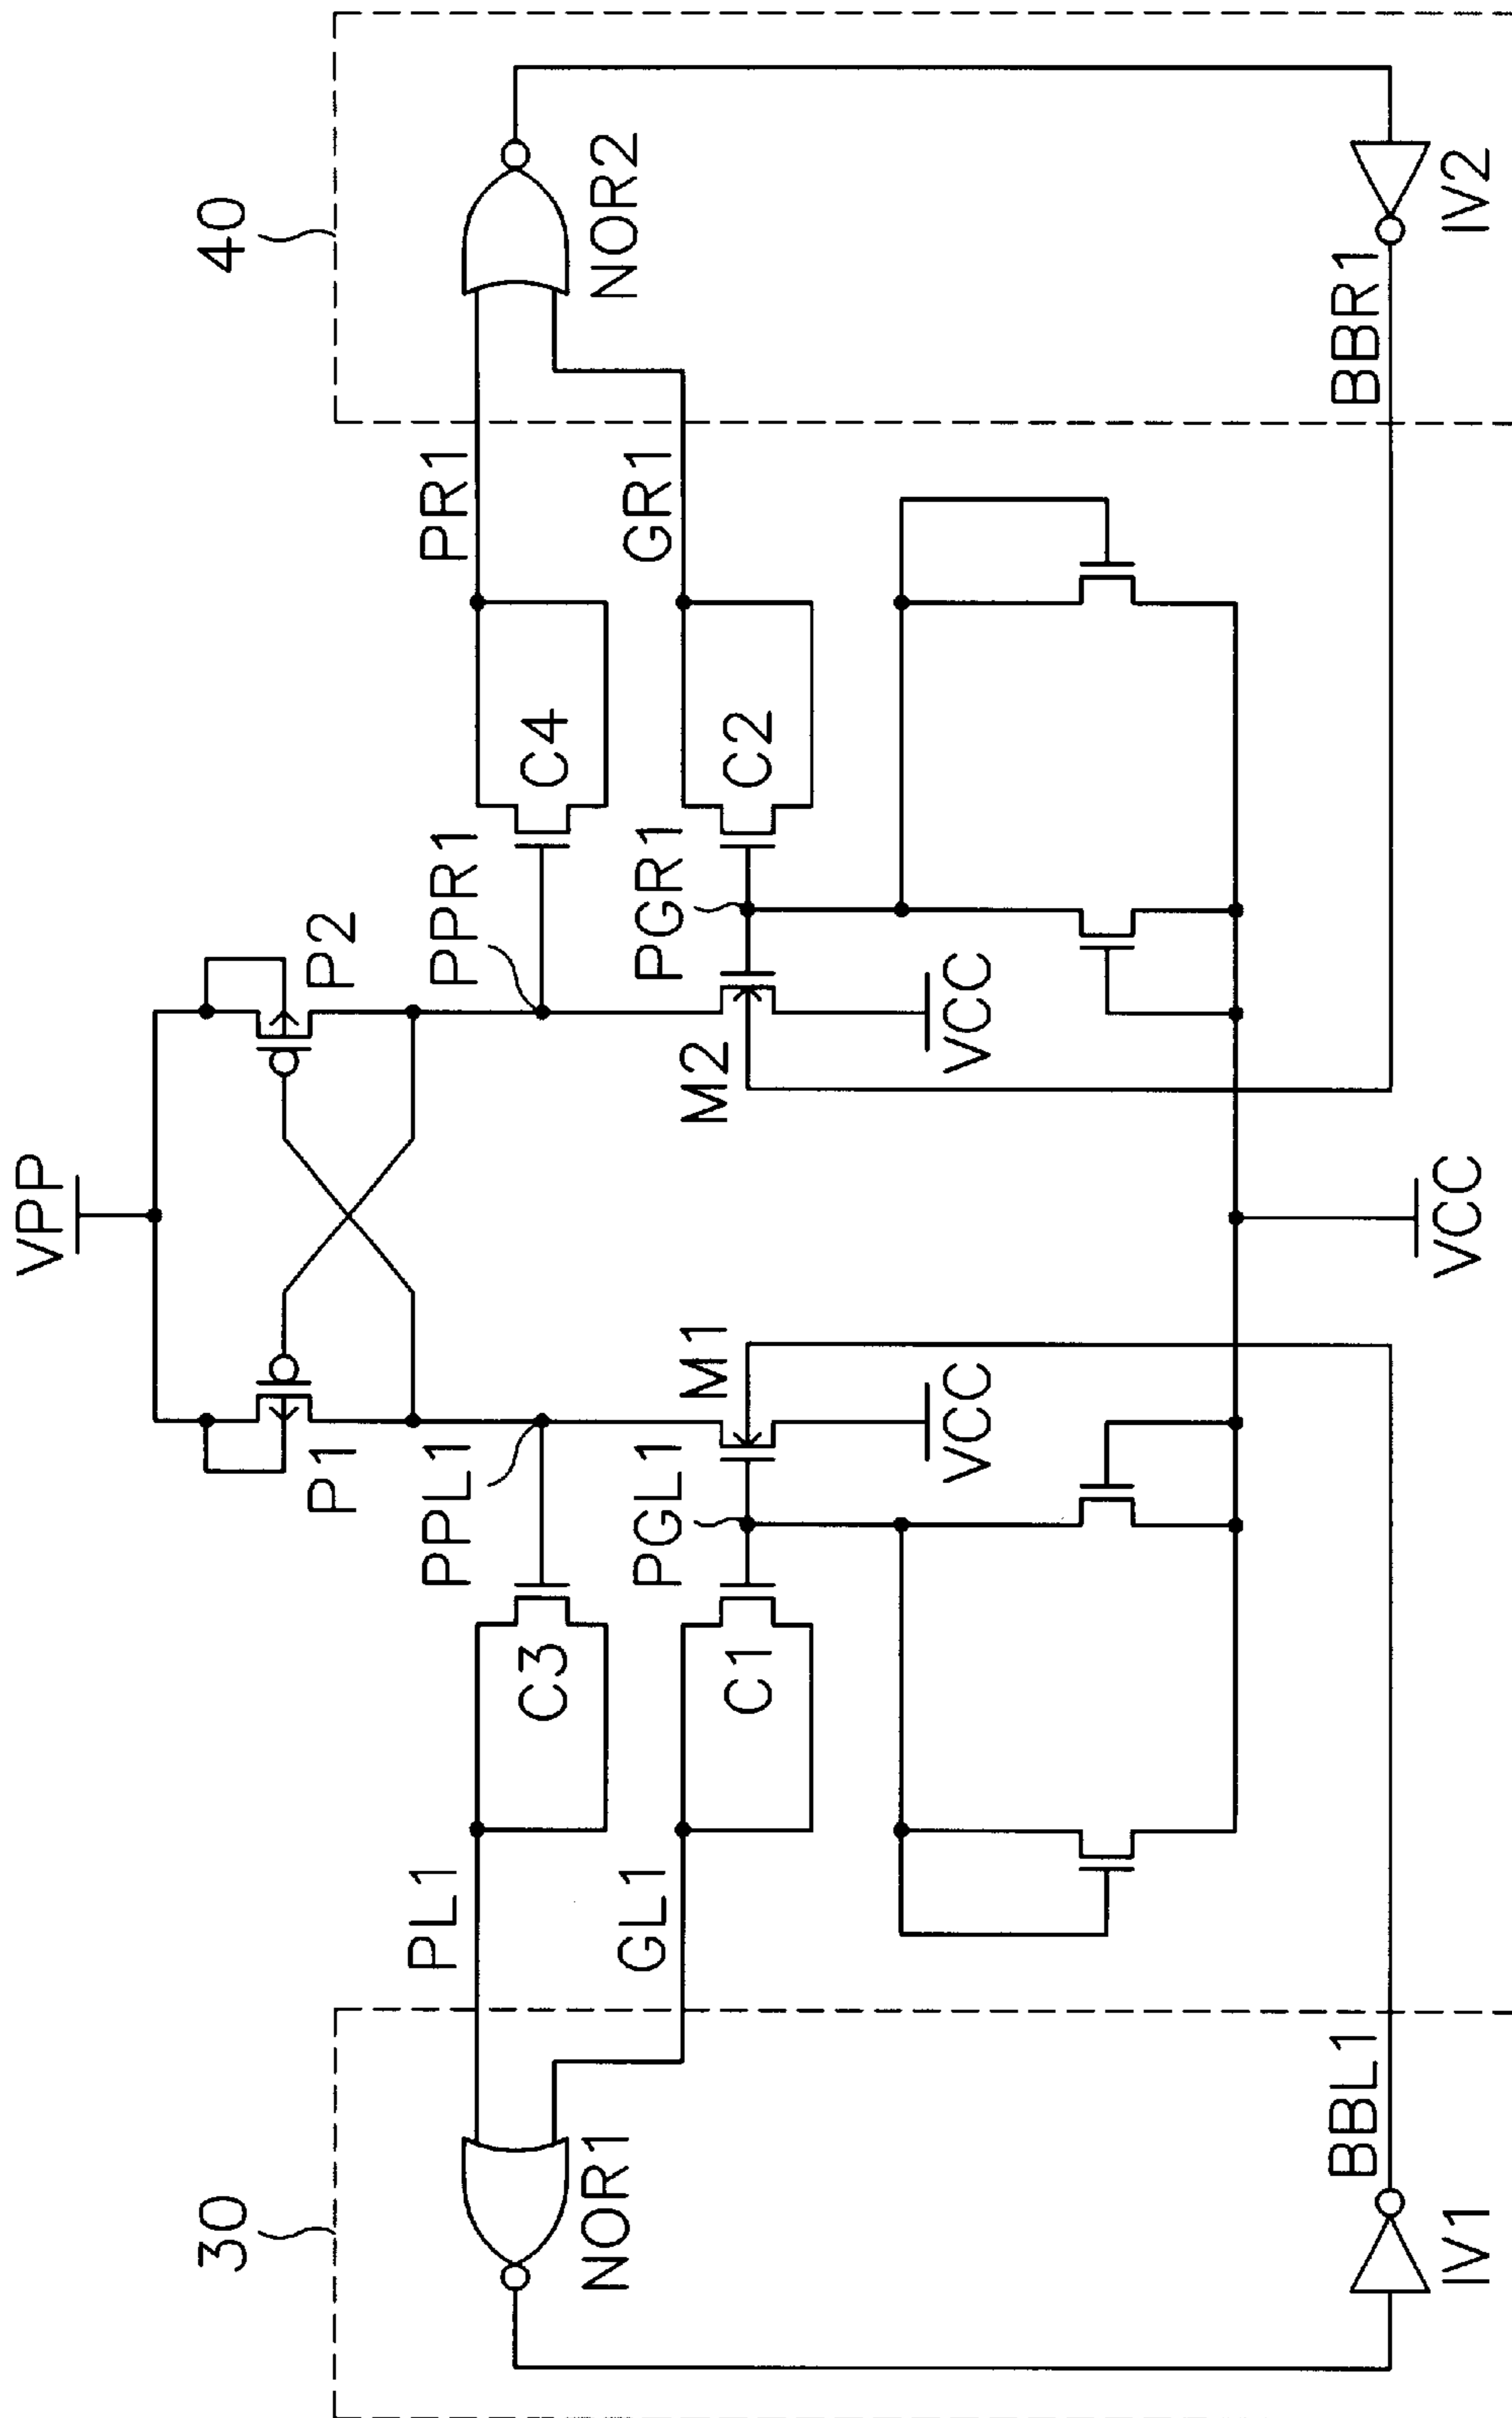 VPP
P1
P2
30
40
PL1
PPL1
PPR1
PR1
C3
C4
NOR1
GL1
PGL1
M1
M2
PGR1
GR1
NOR2
C1
C2
VCC
VCC
BBL1
BBR1
IV1
VCC
IV2